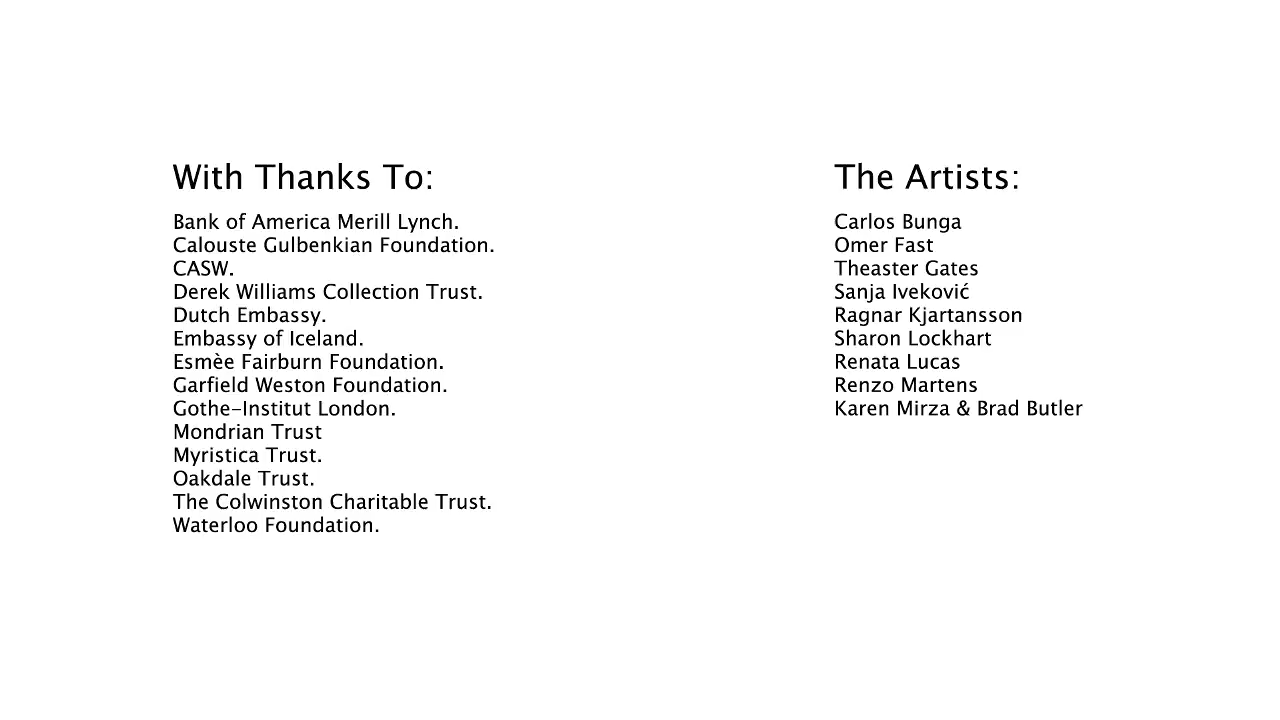 With Thanks To:
Bank of America Merill Lynch.
Calouste Gulbenkian Foundation.
CASW.
Derek Williams Collection Trust.
Dutch Embassy.
Embassy of Iceland.
Esmèe Fairburn Foundation.
Garfield Weston Foundation.
Gothe-Institut London.
Mondrian Trust
Myristica Trust.
Oakdale Trust.
The Colwinston Charitable Trust.
Waterloo Foundation.
The Artists:
Carlos Bunga
Omer Fast
Theaster Gates
Sanja Iveković
Ragnar Kjartansson
Sharon Lockhart
Renata Lucas
Renzo Martens
Karen Mirza & Brad Butler